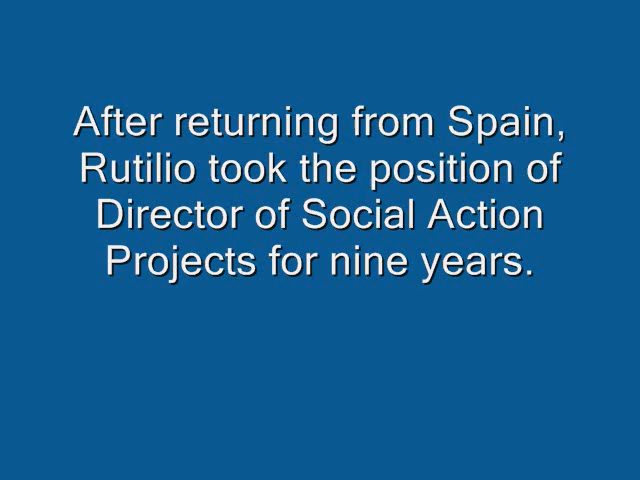 After returning from Spain,
Rutilio took the position of
Director of Social Action
Projects for nine years.